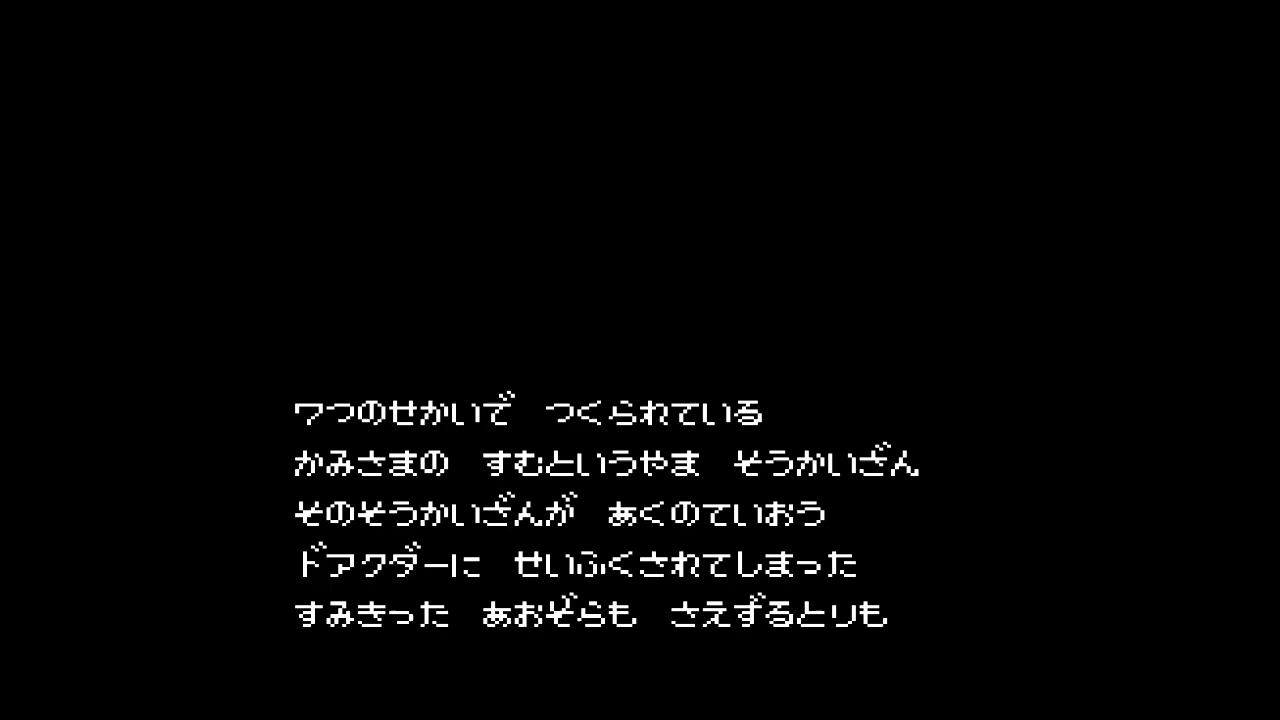 7つのせかいで　つくられている
かみさまの　すむというやま　そうかいざん
そのそうかいざんが　あくのていおう
ドアクダーに　せいふくされてしまった
すみきった　あおぞらも　さえずるとりも